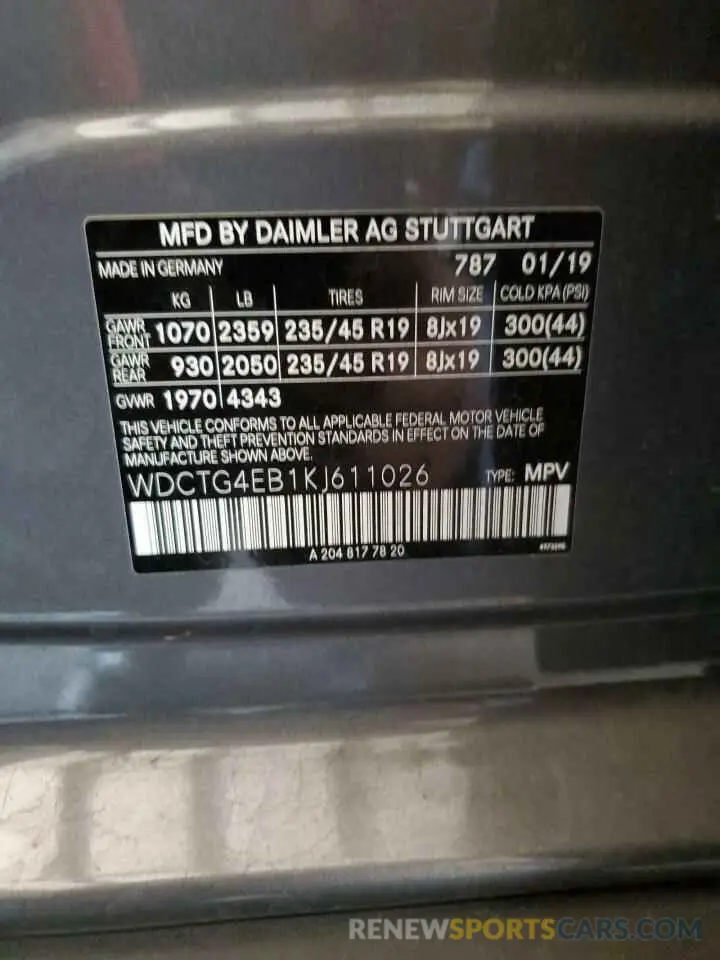 MFD BY DAIMLER AG STUTTGART
MADE IN GERMANY 787 01/19
KG LB TIRES RIM SIZE COLD KPA (PSI)
GAWR FRONT 1070 2359 235/45 R19 8Jx19 300(44)
GAWR REAR 930 2050 235/45 R19 8Jx19 300(44)
GVWR 1970 4343
THIS VEHICLE CONFORMS TO ALL APPLICABLE FEDERAL MOTOR VEHICLE
SAFETY AND THEFT PREVENTION STANDARDS IN EFFECT ON THE DATE OF
MANUFACTURE SHOWN ABOVE.
WDCTG4EB1KJ611026 TYPE: MPV
A 204 817 78 20
RENEWSPORTSCARS.COM